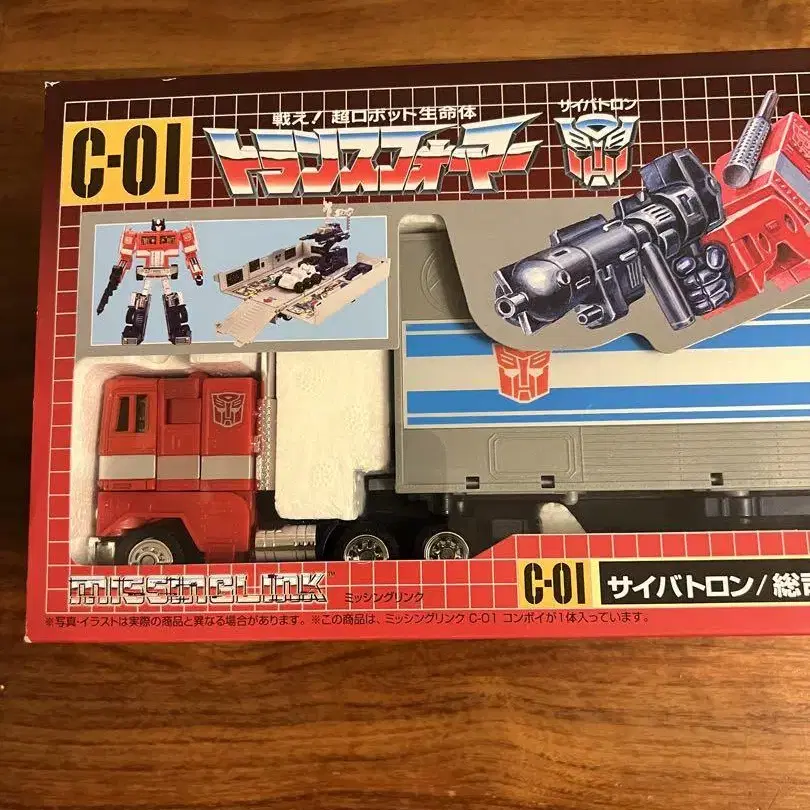 C-01
戦え!超ロボット生命体
トランスフォーマー
サイバトロン
MISSING LINK™
ミッシングリンク
C-01
サイバトロン/総司
※写真・イラストは実際の商品と異なる場合があります。※この商品は、ミッシングリンク C-01 コンボイが1体入っています。